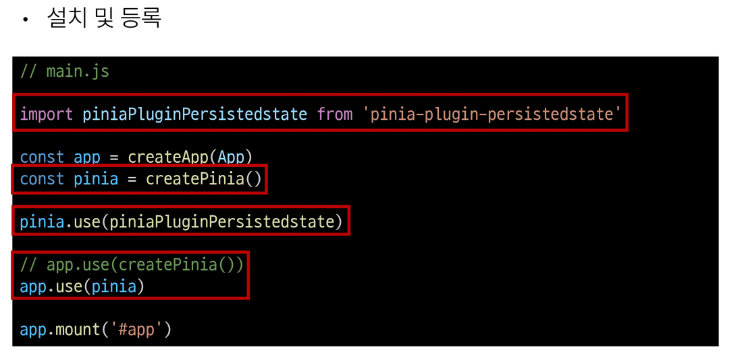 • 설치 및 등록
// main.js
import piniaPluginPersistedstate from 'pinia-plugin-persistedstate'
const app = createApp(App)
const pinia = createPinia()
pinia.use(piniaPluginPersistedstate)
// app.use(createPinia())
app.use(pinia)
app.mount('#app')